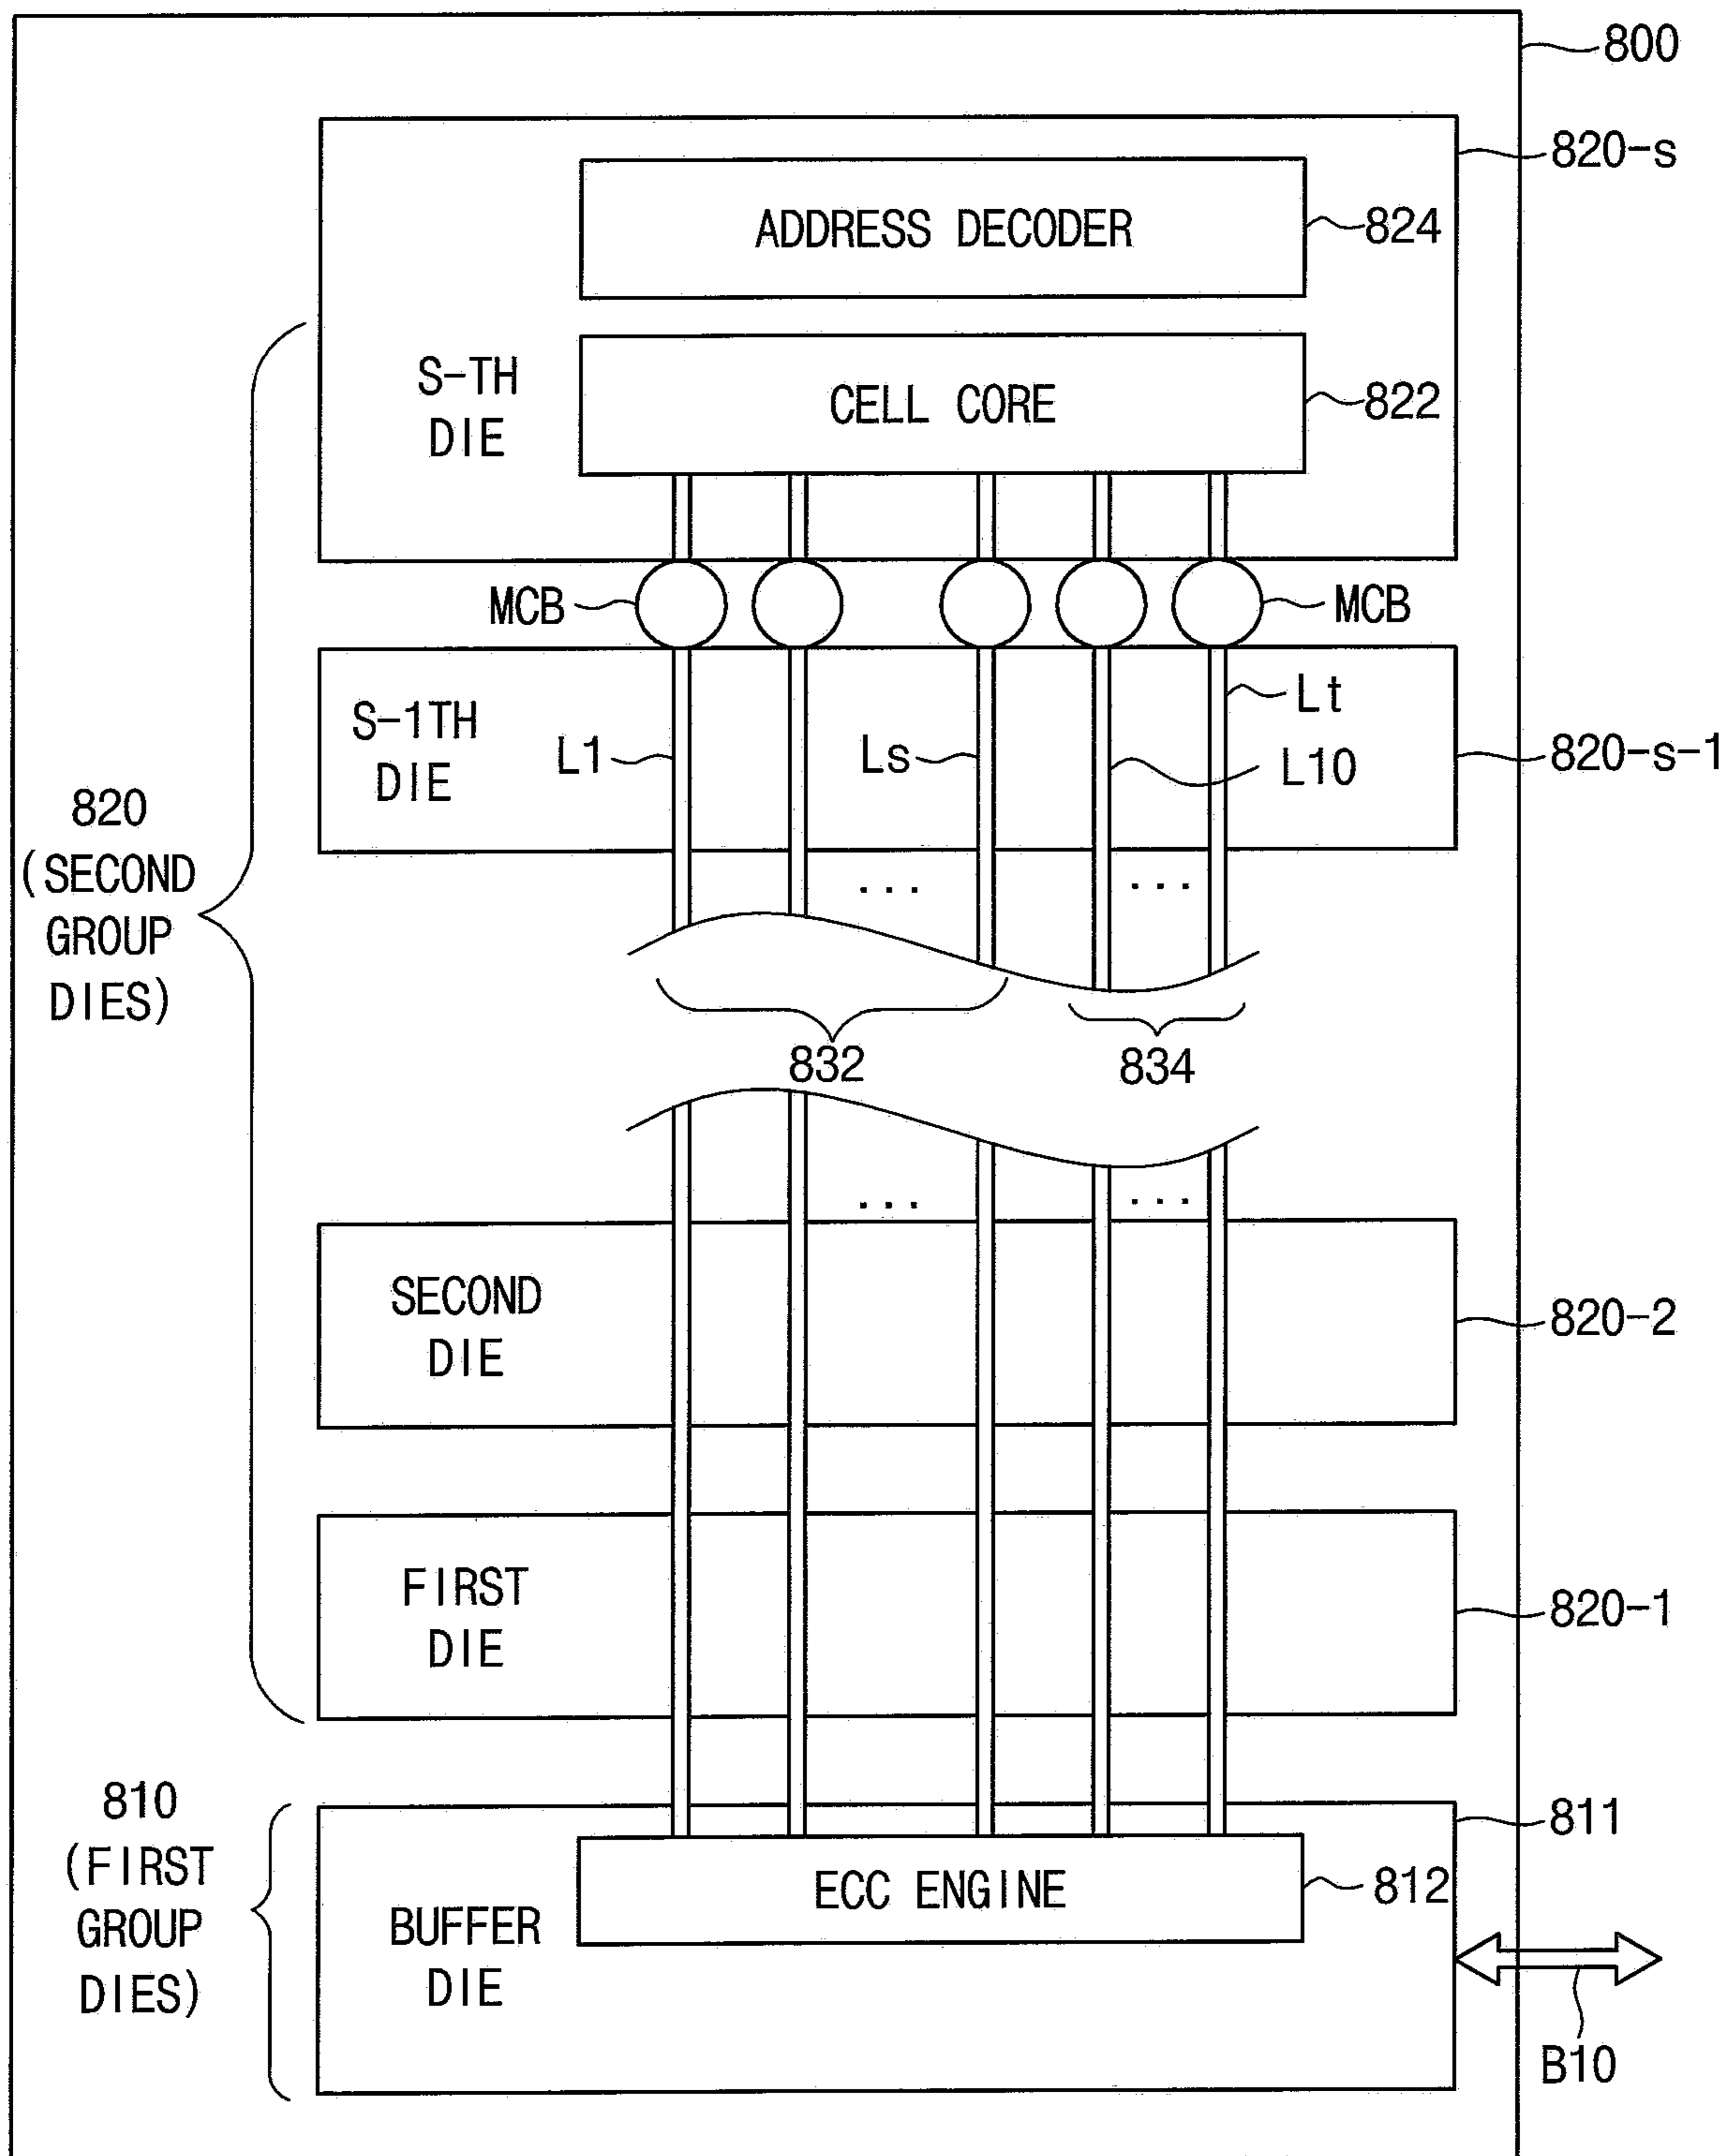 800
820-s
ADDRESS DECODER
824
S-TH
DIE
CELL CORE
822
MCB
MCB
S-1TH
DIE
L1
Ls
Lt
L10
820-s-1
820
(SECOND
GROUP
DIES)
...
...
832
834
...
...
SECOND
DIE
820-2
FIRST
DIE
820-1
810
(FIRST
GROUP
DIES)
811
ECC ENGINE
812
BUFFER
DIE
B10